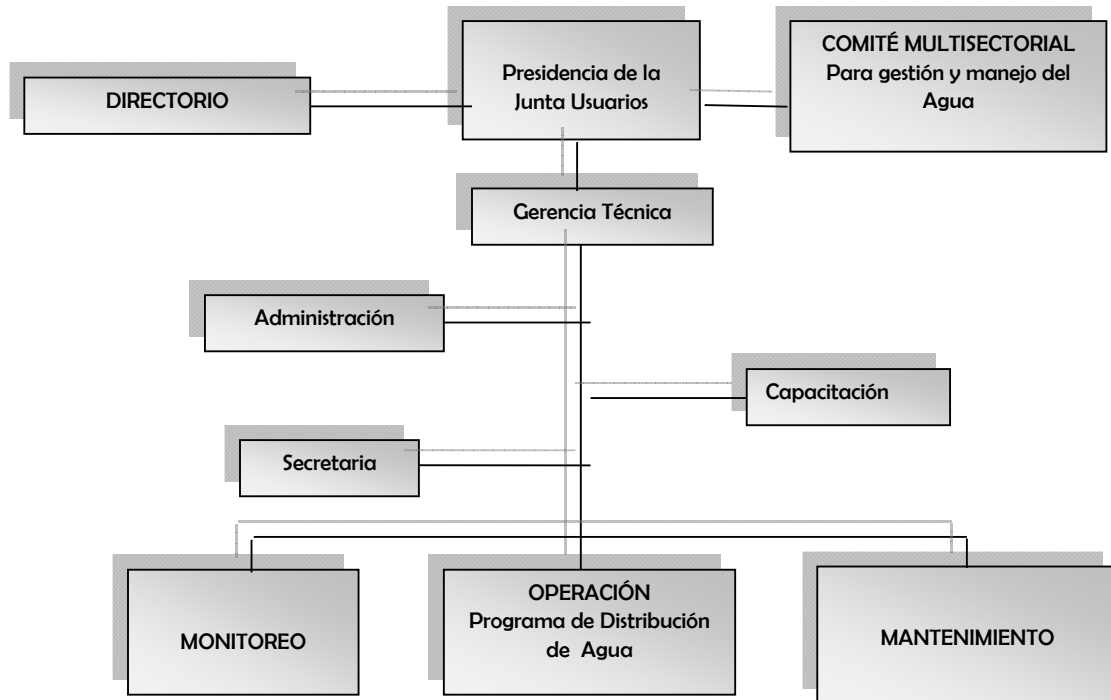 DIRECTORIO
Presidencia de la
Junta Usuarios
COMITÉ MULTISECTORIAL
Para gestión y manejo del
Agua
Gerencia Técnica
Administración
Capacitación
Secretaria
MONITOREO
OPERACIÓN
Programa de Distribución
de Agua
MANTENIMIENTO